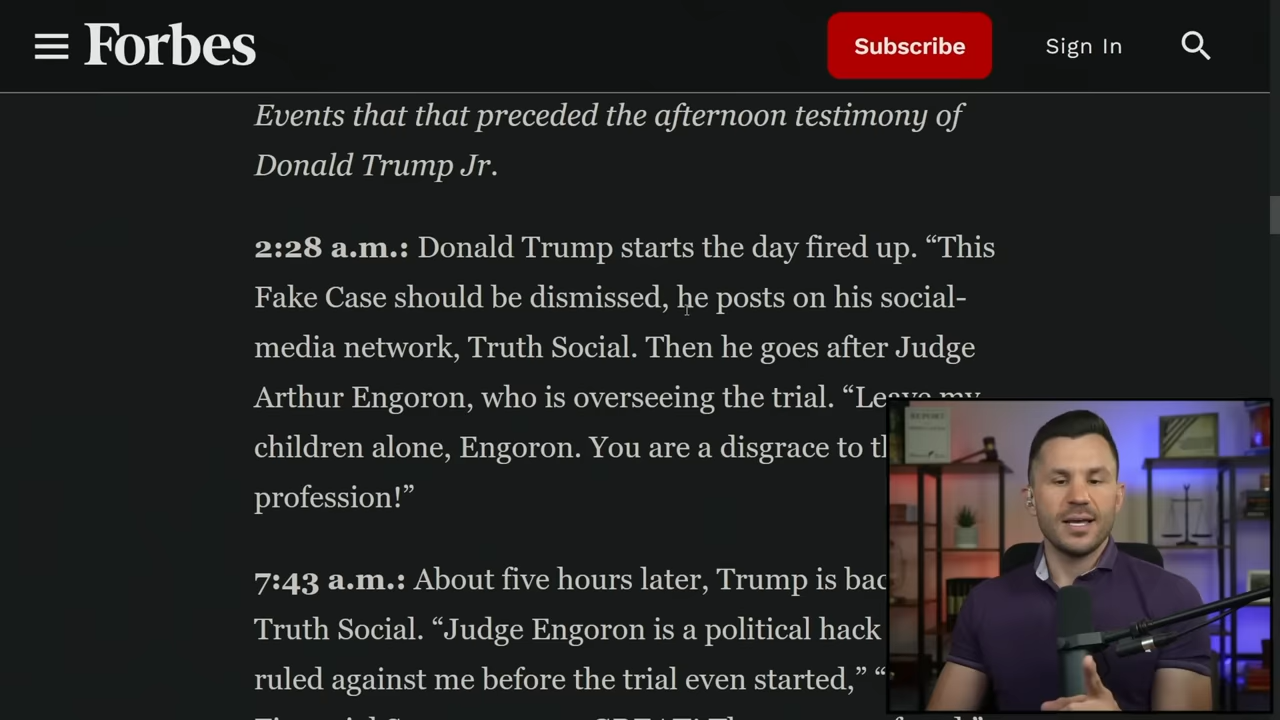 Forbes
Subscribe
Sign In
Events that that preceded the afternoon testimony of
Donald Trump Jr.
2:28 a.m.: Donald Trump starts the day fired up. “This
Fake Case should be dismissed, he posts on his social-
media network, Truth Social. Then he goes after Judge
Arthur Engoron, who is overseeing the trial. “Leave my
children alone, Engoron. You are a disgrace to
profession!”
7:43 a.m.: About five hours later, Trump is
Truth Social. “Judge Engoron is a political hack
ruled against me before the trial even started,” “